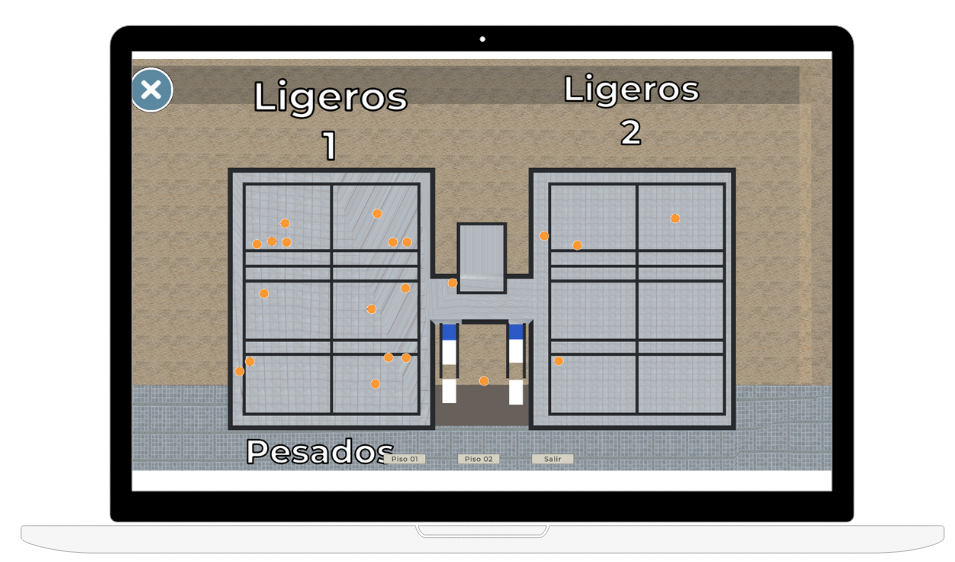 Ligeros
1
Ligeros
2
Pesados
Piso 01
Piso 02
Salir